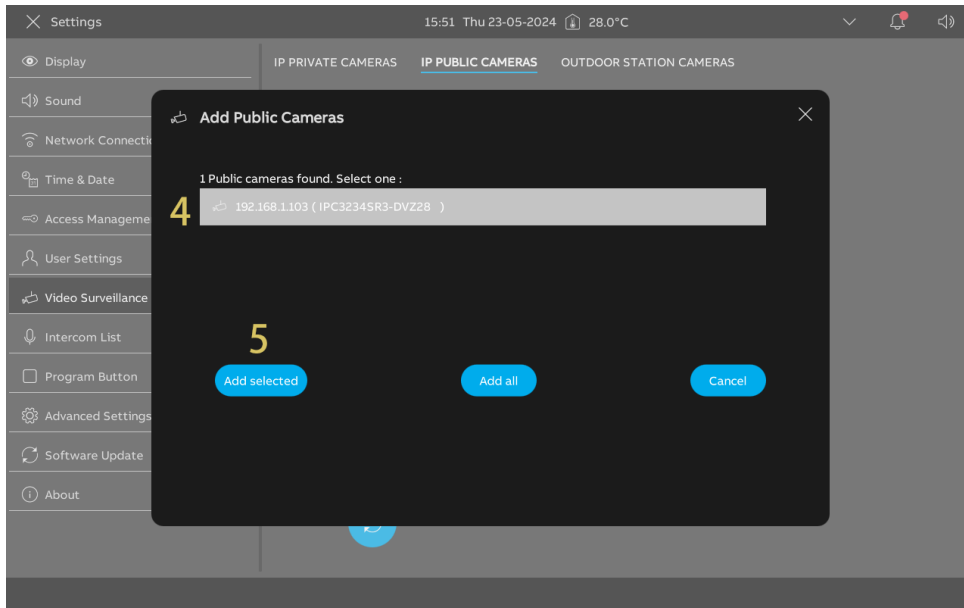 Settings
15:51 Thu 23-05-2024 28.0°C
Display
Sound
Network Connectio
Time & Date
Access Manageme
User Settings
Video Surveillance
Intercom List
Program Button
Advanced Settings
Software Update
About
IP PRIVATE CAMERAS IP PUBLIC CAMERAS OUTDOOR STATION CAMERAS
Add Public Cameras
1 Public cameras found. Select one :
4
192.168.1.103 ( IPC3234SR3-DVZ28 )
5
Add selected Add all Cancel